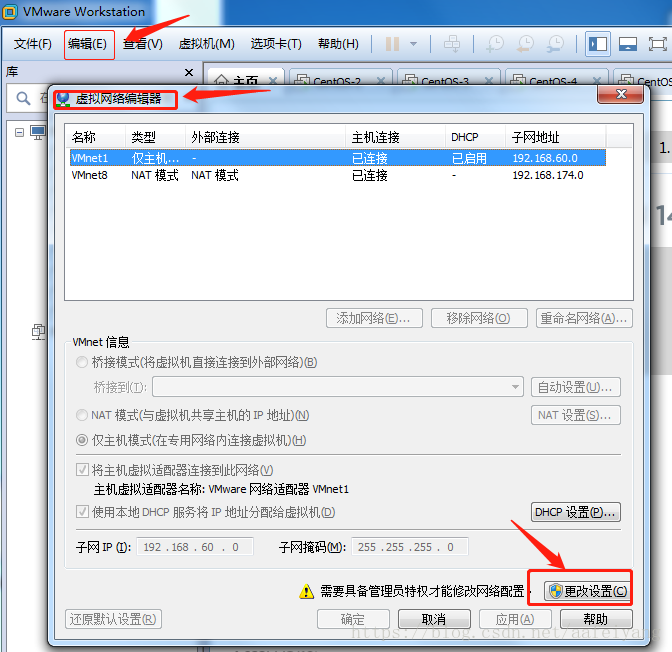 VMware Workstation
文件(F) 编辑(E) 查看(V) 虚拟机(M) 选项卡(T) 帮助(H)
库
主页 CentOS-2 CentOS-3 CentOS-4
虚拟网络编辑器
名称 类型 外部连接 主机连接 DHCP 子网地址
VMnet1 仅主机... - 已连接 已启用 192.168.60.0
VMnet8 NAT 模式 NAT 模式 已连接 - 192.168.174.0
添加网络(E)... 移除网络(O) 重命名网络(A)...
VMnet 信息
桥接模式(将虚拟机直接连接到外部网络)(B)
桥接到(I): 自动设置(U)...
NAT 模式(与虚拟机共享主机的 IP 地址)(N) NAT 设置(S)...
仅主机模式(在专用网络内连接虚拟机)(H)
将主机虚拟适配器连接到此网络(V)
主机虚拟适配器名称: VMware 网络适配器 VMnet1
使用本地 DHCP 服务将 IP 地址分配给虚拟机(D) DHCP 设置(P)...
子网 IP (I): 192 . 168 . 60 . 0 子网掩码(M): 255 . 255 . 255 . 0
需要具备管理员特权才能修改网络配置。 更改设置(C)
还原默认设置(R) 确定 取消 应用(A) 帮助